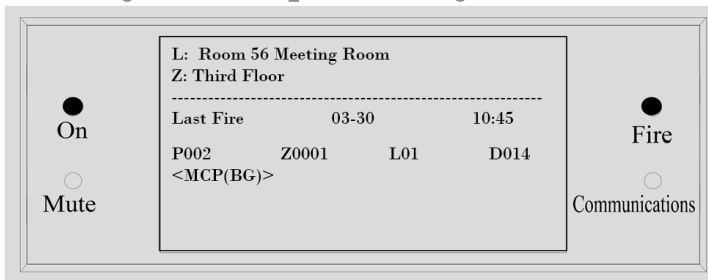 L: Room 56 Meeting Room
Z: Third Floor
------------------------------------------------------------
Last Fire 03-30 10:45
P002 Z0001 L01 D014
<MCP(BG)>
On
Mute
Fire
Communications